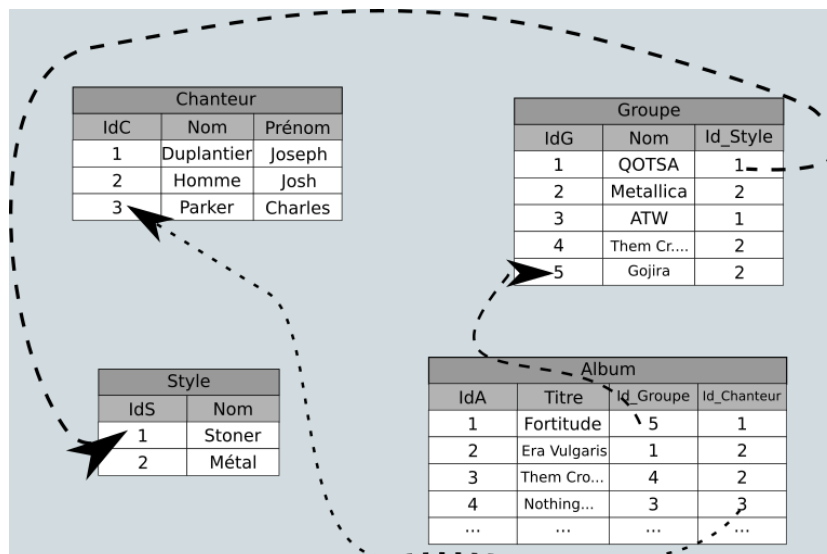 Chanteur
IdC Nom Prénom
1 Duplantier Joseph
2 Homme Josh
3 Parker Charles
Groupe
IdG Nom Id_Style
1 QOTSA 1
2 Metallica 2
3 ATW 1
4 Them Cr.... 2
5 Gojira 2
Style
IdS Nom
1 Stoner
2 Métal
Album
IdA Titre Id_Groupe Id_Chanteur
1 Fortitude 5 1
2 Era Vulgaris 1 2
3 Them Cro... 4 2
4 Nothing... 3 3
... ... ... ...